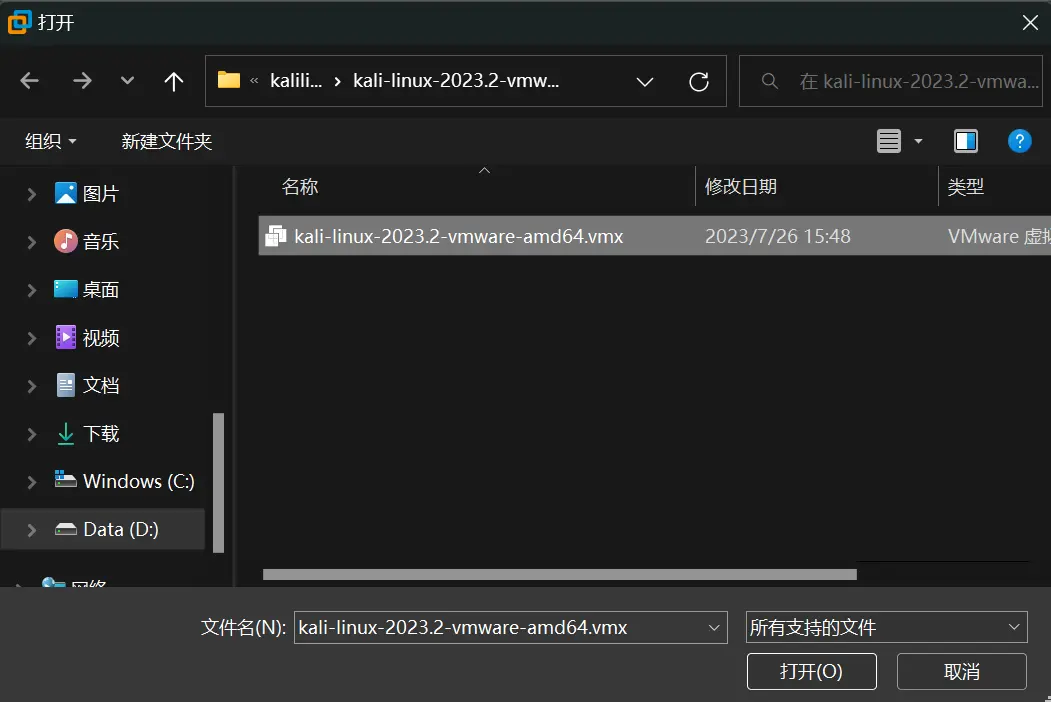 打开
« kalili... › kali-linux-2023.2-vmw...
在 kali-linux-2023.2-vmwa...
组织 新建文件夹
名称 修改日期 类型
图片
kali-linux-2023.2-vmware-amd64.vmx 2023/7/26 15:48 VMware 虚拟
音乐
桌面
视频
文档
下载
Windows (C:)
Data (D:)
网络
文件名(N): kali-linux-2023.2-vmware-amd64.vmx 所有支持的文件
打开(O) 取消